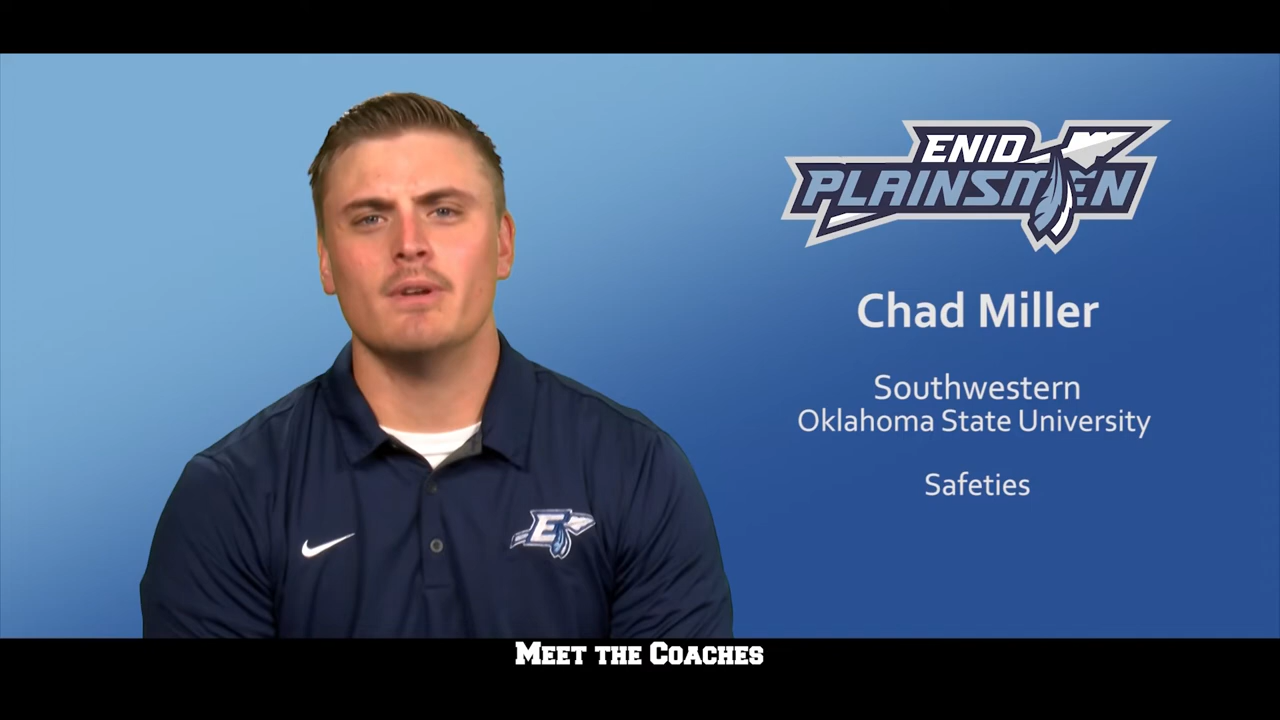 ENID
PLAINSMEN
Chad Miller
Southwestern
Oklahoma State University
Safeties
E
Meet the Coaches